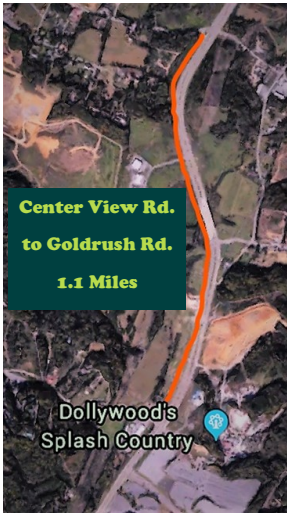 Center View Rd.
to Goldrush Rd.
1.1 Miles
Dollywood's
Splash Country